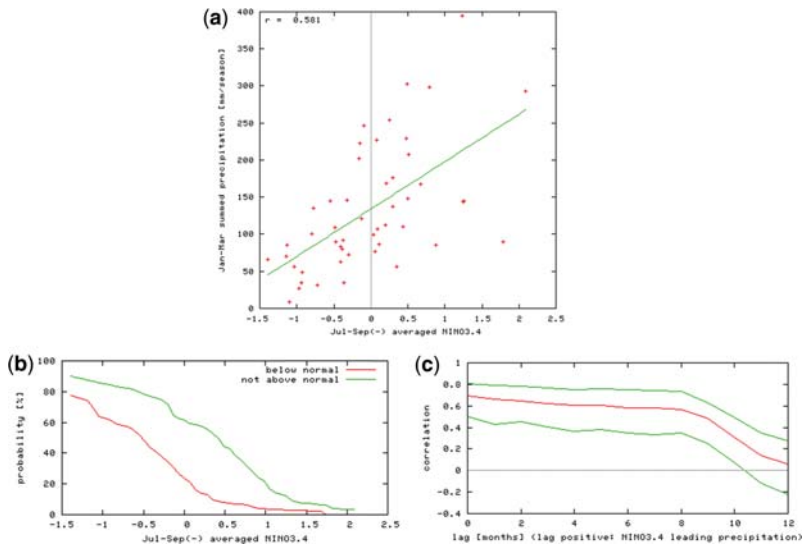 (a)
r = 0.581
Jan-Mar summed precipitation [mm/season]
400
350
300
250
200
150
100
50
0
-1.5 -1 -0.5 0 0.5 1 1.5 2 2.5
Jul-Sep(-) averaged NINO3.4
(b)
below normal
not above normal
probability [%]
100
80
60
40
20
0
-1.5 -1 -0.5 0 0.5 1 1.5 2 2.5
Jul-Sep(-) averaged NINO3.4
(c)
correlation
1
0.8
0.6
0.4
0.2
0
-0.2
-0.4
0 2 4 6 8 10 12
lag [months] (lag positive: NINO3.4 leading precipitation)